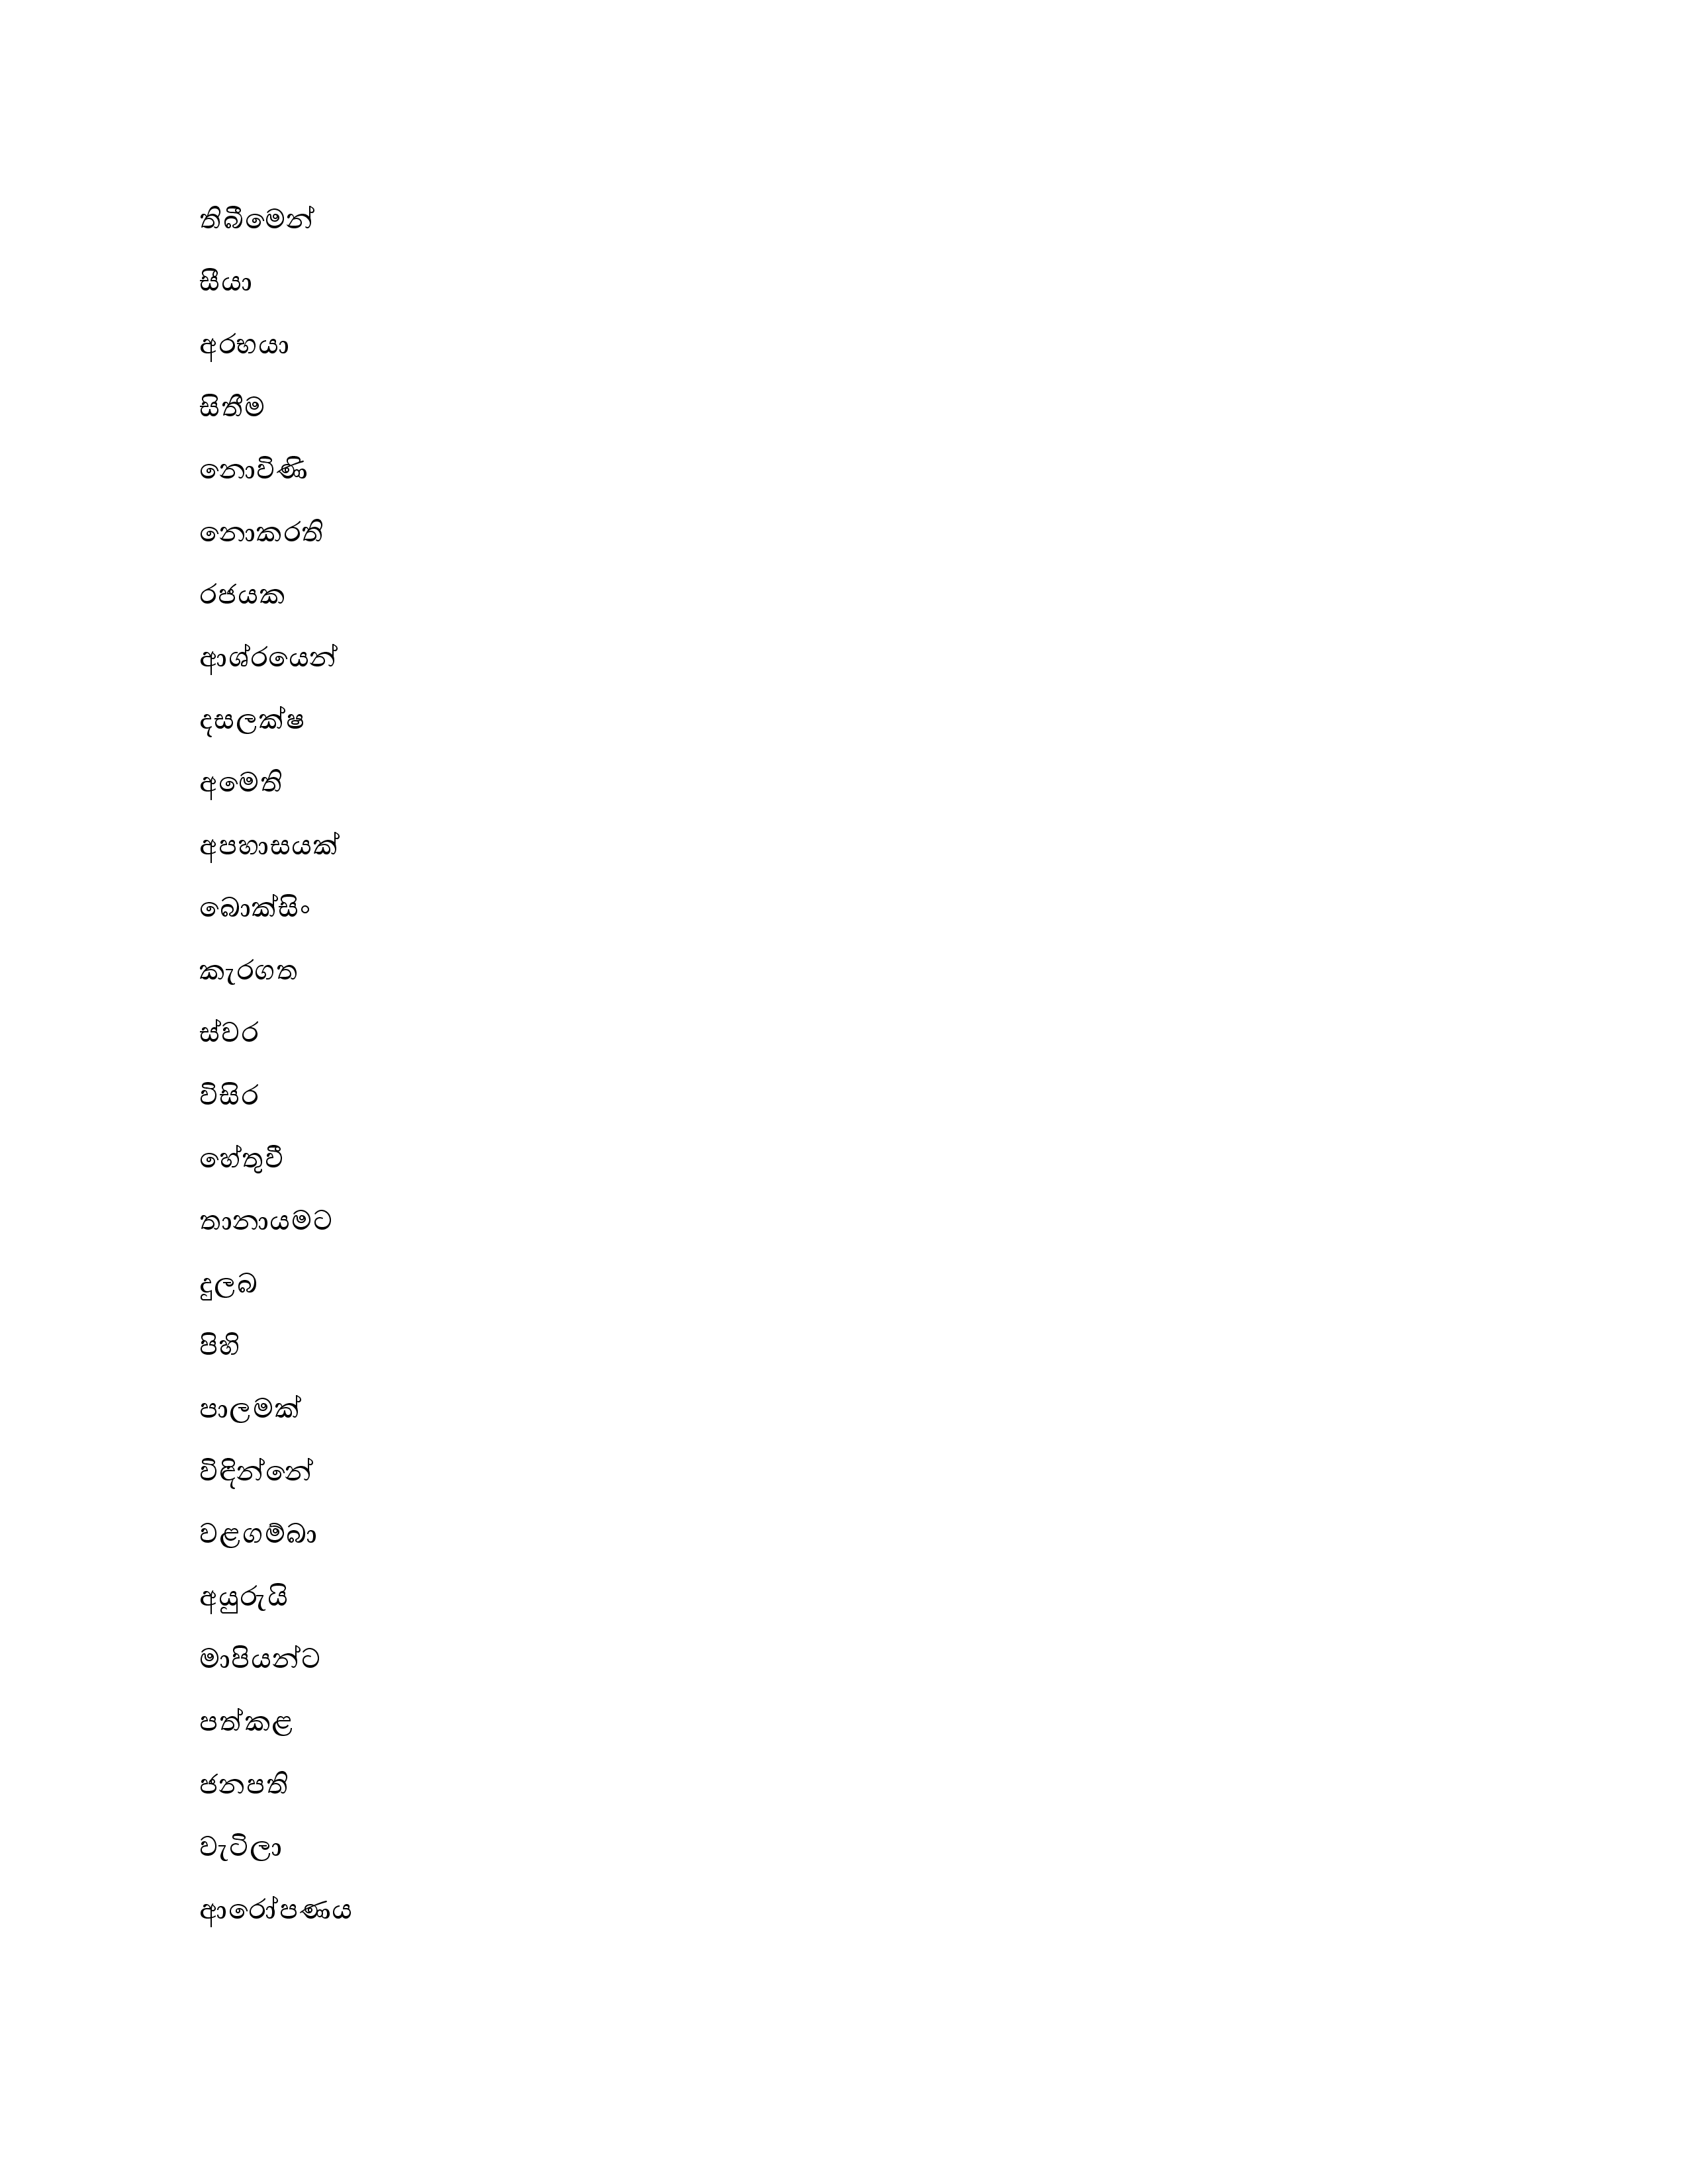 තිබීමෙන්
සීයා
අරභයා
සිතීම
නොවිණි
නොකරති
රජයක
ආශ්රයෙන්
දසලක්ෂ
අමෙති
අපහාසයක්
බොක්සිං
කැරගත
ස්වර
විසිර
හේතුවී
තානායමට
දුලබ
පිහි
පාලමක්
විඳින්නේ
වළගම්බා
අයුරුයි
මාපියන්ට
පත්කළ
ජනපති
වැටිලා
ආරෝපණය